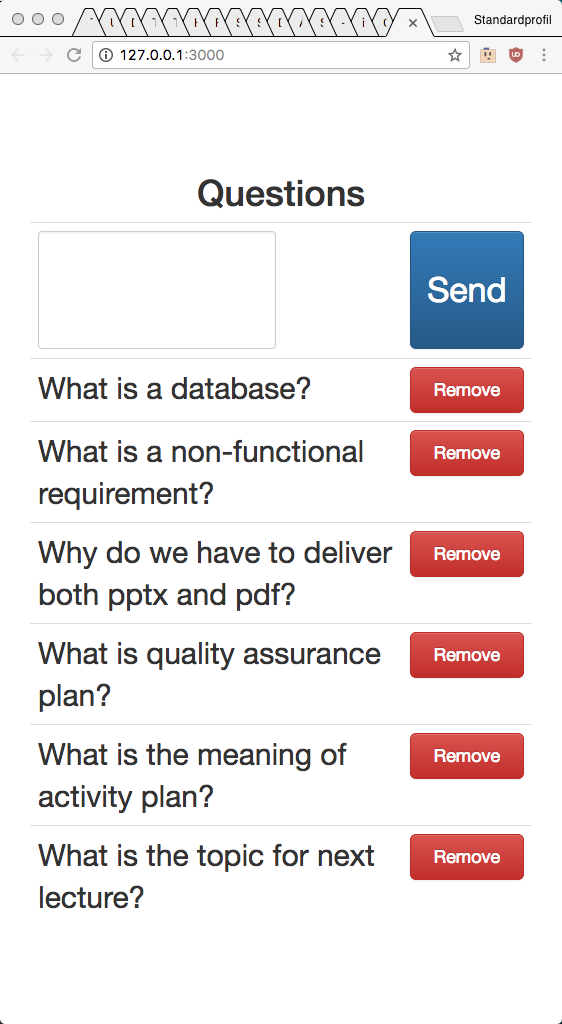 Standardprofil
127.0.0.1:3000
Questions
Send
What is a database?
Remove
What is a non-functional
requirement?
Remove
Why do we have to deliver
both pptx and pdf?
Remove
What is quality assurance
plan?
Remove
What is the meaning of
activity plan?
Remove
What is the topic for next
lecture?
Remove